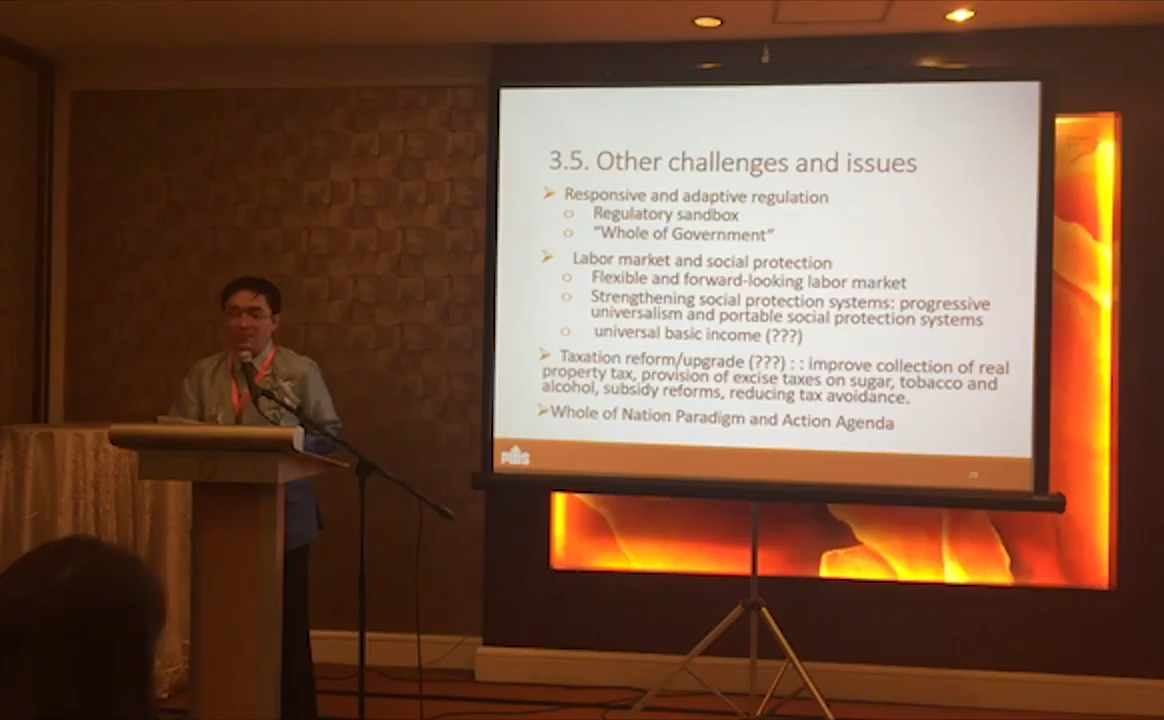 3.5. Other challenges and issues
➢ Responsive and adaptive regulation
o Regulatory sandbox
o "Whole of Government"
➢ Labor market and social protection
o Flexible and forward-looking labor market
o Strengthening social protection systems: progressive
universalism and portable social protection systems
o universal basic income (???)
➢ Taxation reform/upgrade (???) : : improve collection of real
property tax, provision of excise taxes on sugar, tobacco and
alcohol, subsidy reforms, reducing tax avoidance.
➢Whole of Nation Paradigm and Action Agenda